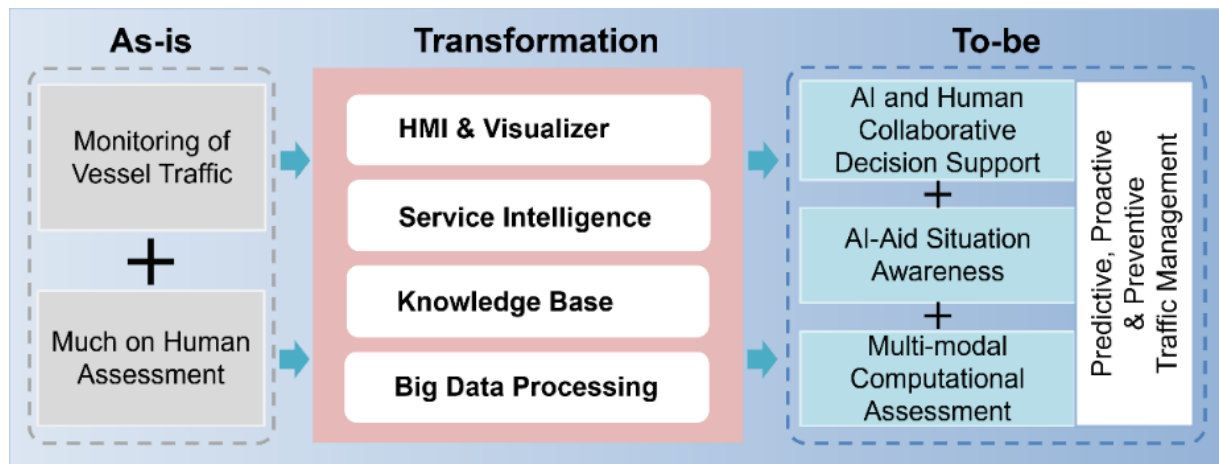 As-is
Monitoring of
Vessel Traffic
+
Much on Human
Assessment
Transformation
HMI & Visualizer
Service Intelligence
Knowledge Base
Big Data Processing
To-be
AI and Human
Collaborative
Decision Support
+
AI-Aid Situation
Awareness
+
Multi-modal
Computational
Assessment
Predictive, Proactive
& Preventive
Traffic Management